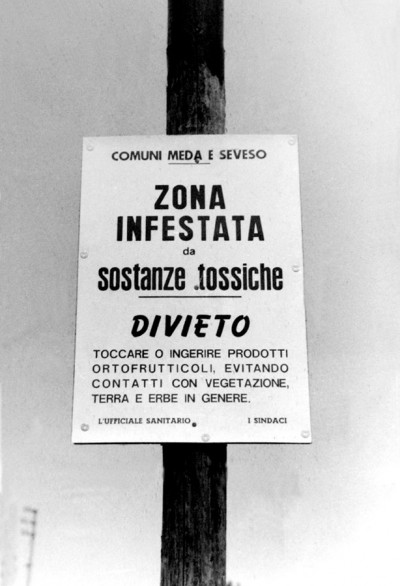 COMUNI MEDA E SEVESO
ZONA
INFESTATA
da
sostanze tossiche
DIVIETO
TOCCARE O INGERIRE PRODOTTI
ORTOFRUTTICOLI, EVITANDO
CONTATTI CON VEGETAZIONE,
TERRA E ERBE IN GENERE.
L'UFFICIALE SANITARIO I SINDACI